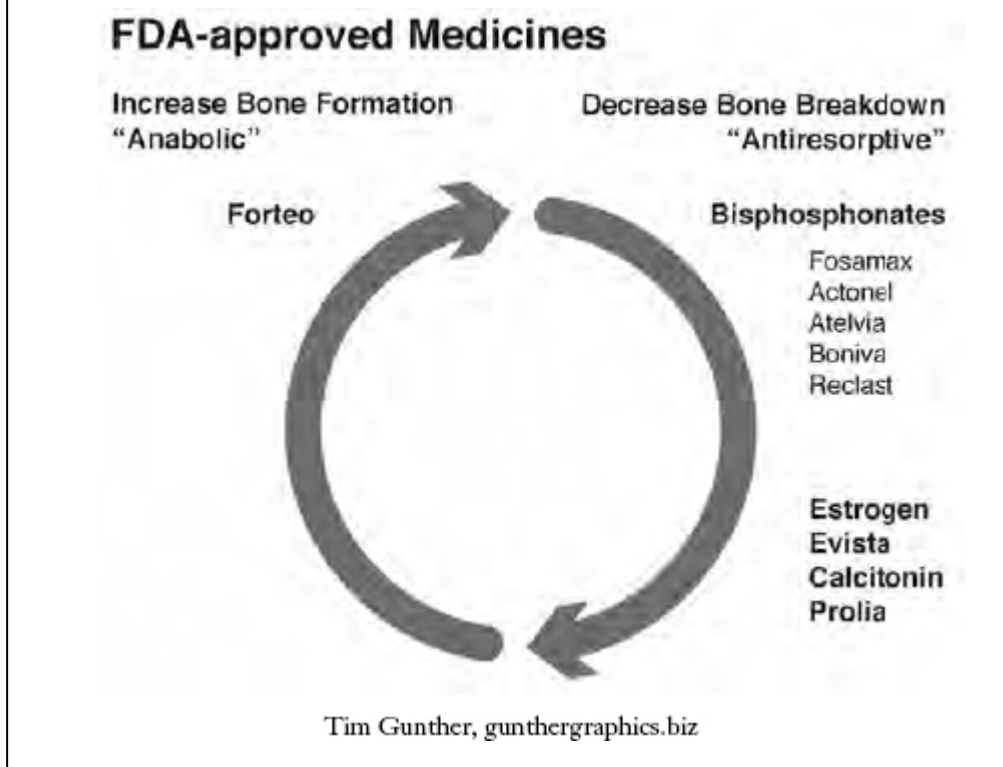 FDA-approved Medicines
Increase Bone Formation
“Anabolic”
Decrease Bone Breakdown
“Antiresorptive”
Forteo
Bisphosphonates
Fosamax
Actonel
Atelvia
Boniva
Reclast
Estrogen
Evista
Calcitonin
Prolia
Tim Gunther, gunthergraphics.biz